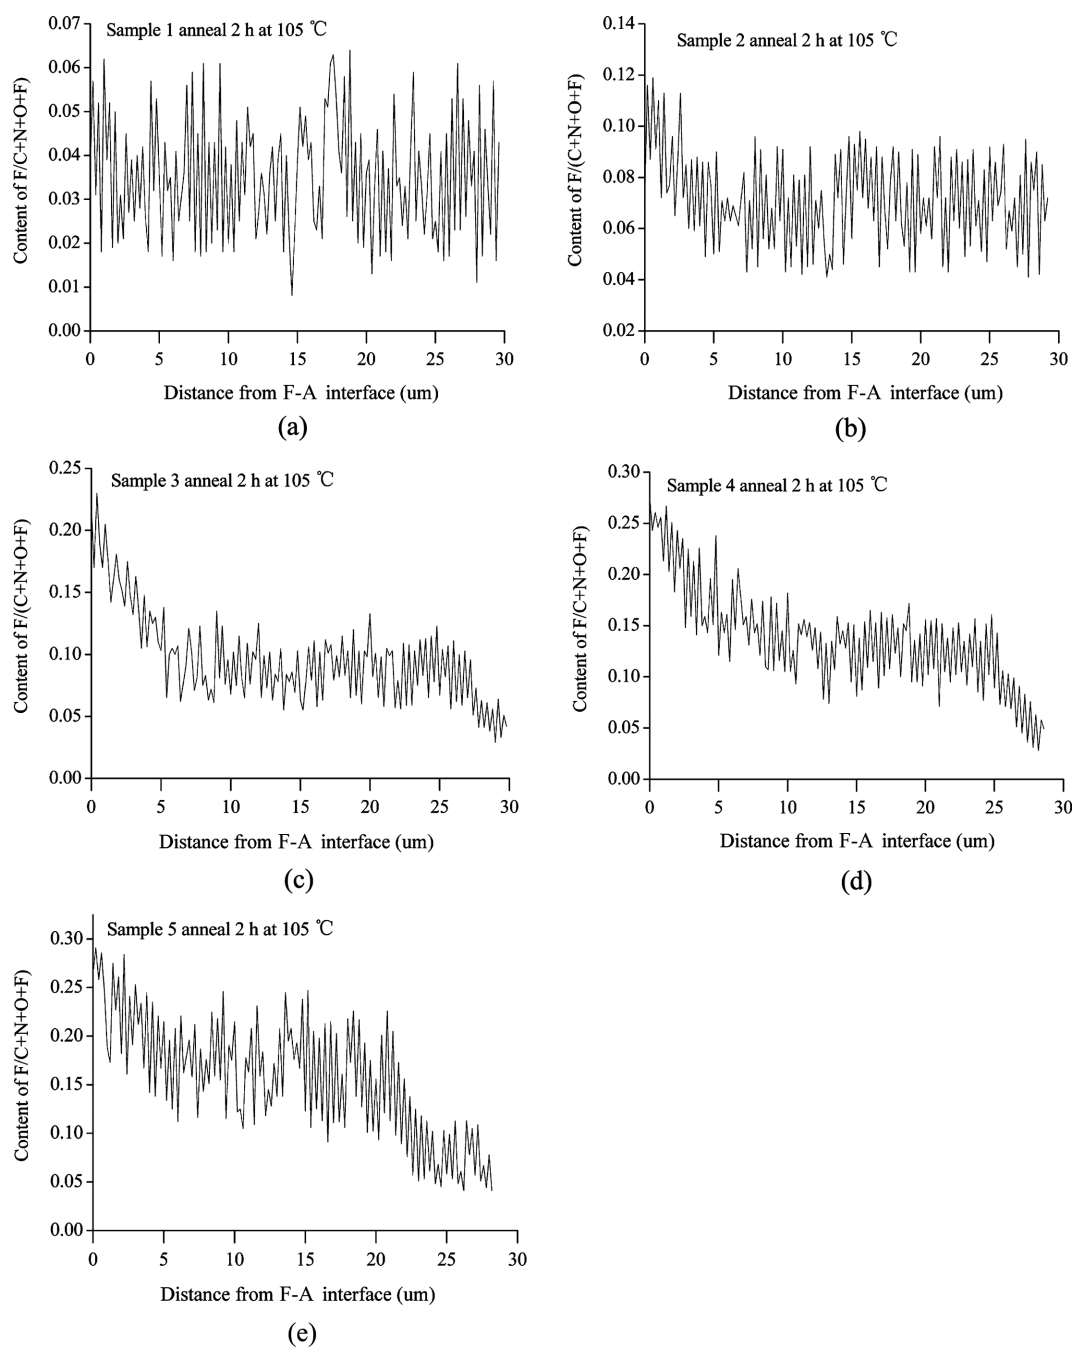 Sample 1 anneal 2 h at 105 ℃
Content of F/C+N+O+F)
0.07
0.06
0.05
0.04
0.03
0.02
0.01
0.00
0 5 10 15 20 25 30
Distance from F-A interface (um)
(a)
Sample 2 anneal 2 h at 105 ℃
Content of F/(C+N+O+F)
0.14
0.12
0.10
0.08
0.06
0.04
0.02
0 5 10 15 20 25 30
Distance from F-A interface (um)
(b)
Sample 3 anneal 2 h at 105 ℃
Content of F/(C+N+O+F)
0.25
0.20
0.15
0.10
0.05
0.00
0 5 10 15 20 25 30
Distance from F-A interface (um)
(c)
Sample 4 anneal 2 h at 105 ℃
Content of F/C+N+O+F)
0.30
0.25
0.20
0.15
0.10
0.05
0.00
0 5 10 15 20 25 30
Distance from F-A interface (um)
(d)
Sample 5 anneal 2 h at 105 ℃
Content of F/C+N+O+F)
0.30
0.25
0.20
0.15
0.10
0.05
0.00
0 5 10 15 20 25 30
Distance from F-A interface (um)
(e)